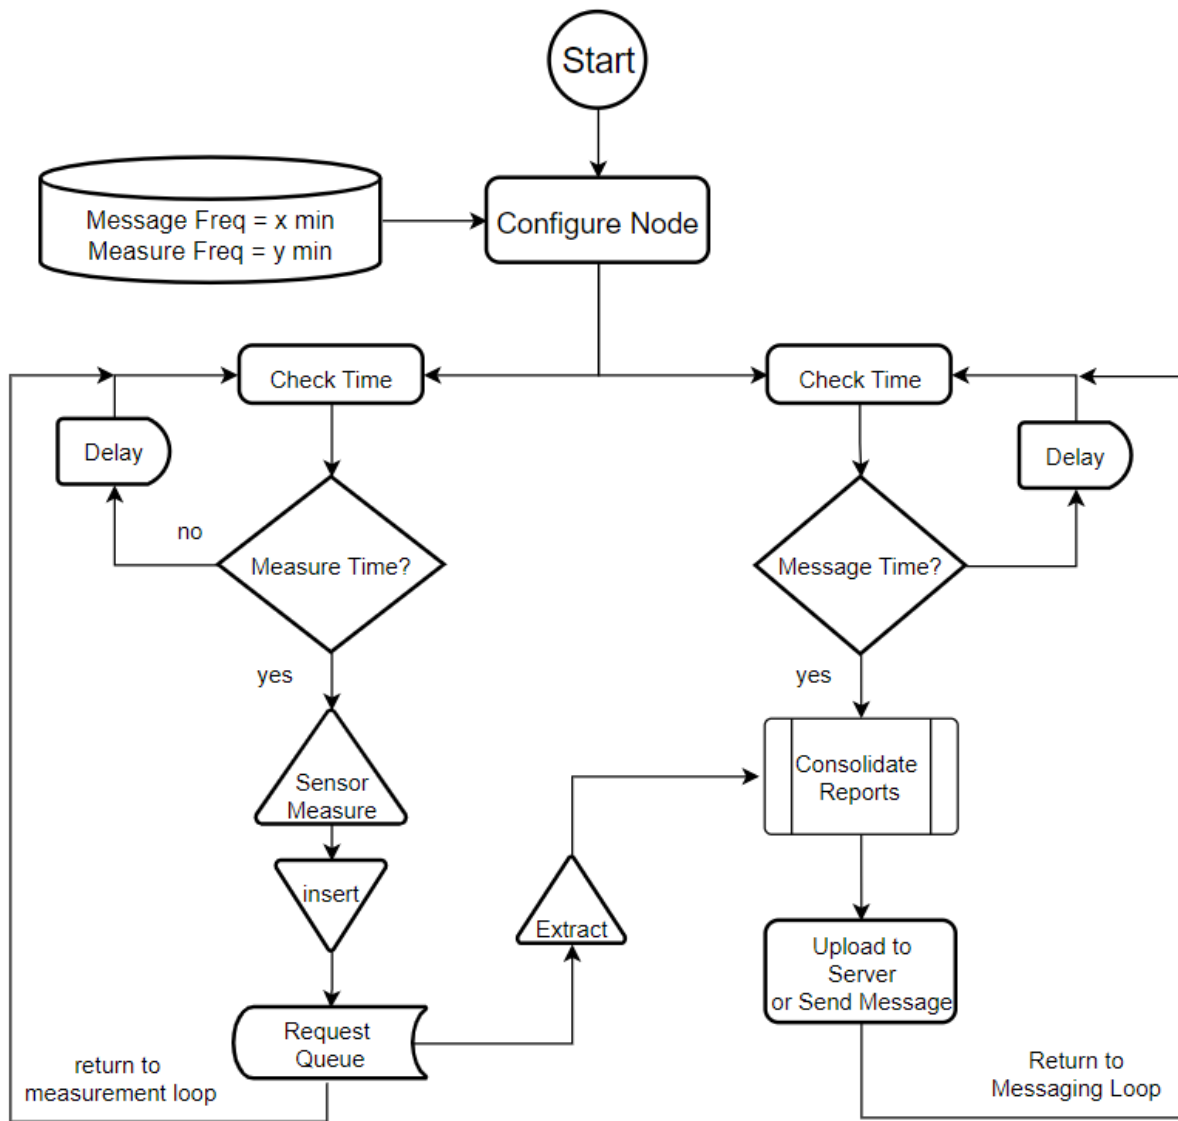 Start
Message Freq = x min
Measure Freq = y min
Configure Node
Check Time
Check Time
Delay
Delay
no
Measure Time?
Message Time?
yes
yes
Sensor
Measure
Consolidate
Reports
insert
Extract
Upload to
Server
or Send Message
Request
Queue
return to
measurement loop
Return to
Messaging Loop